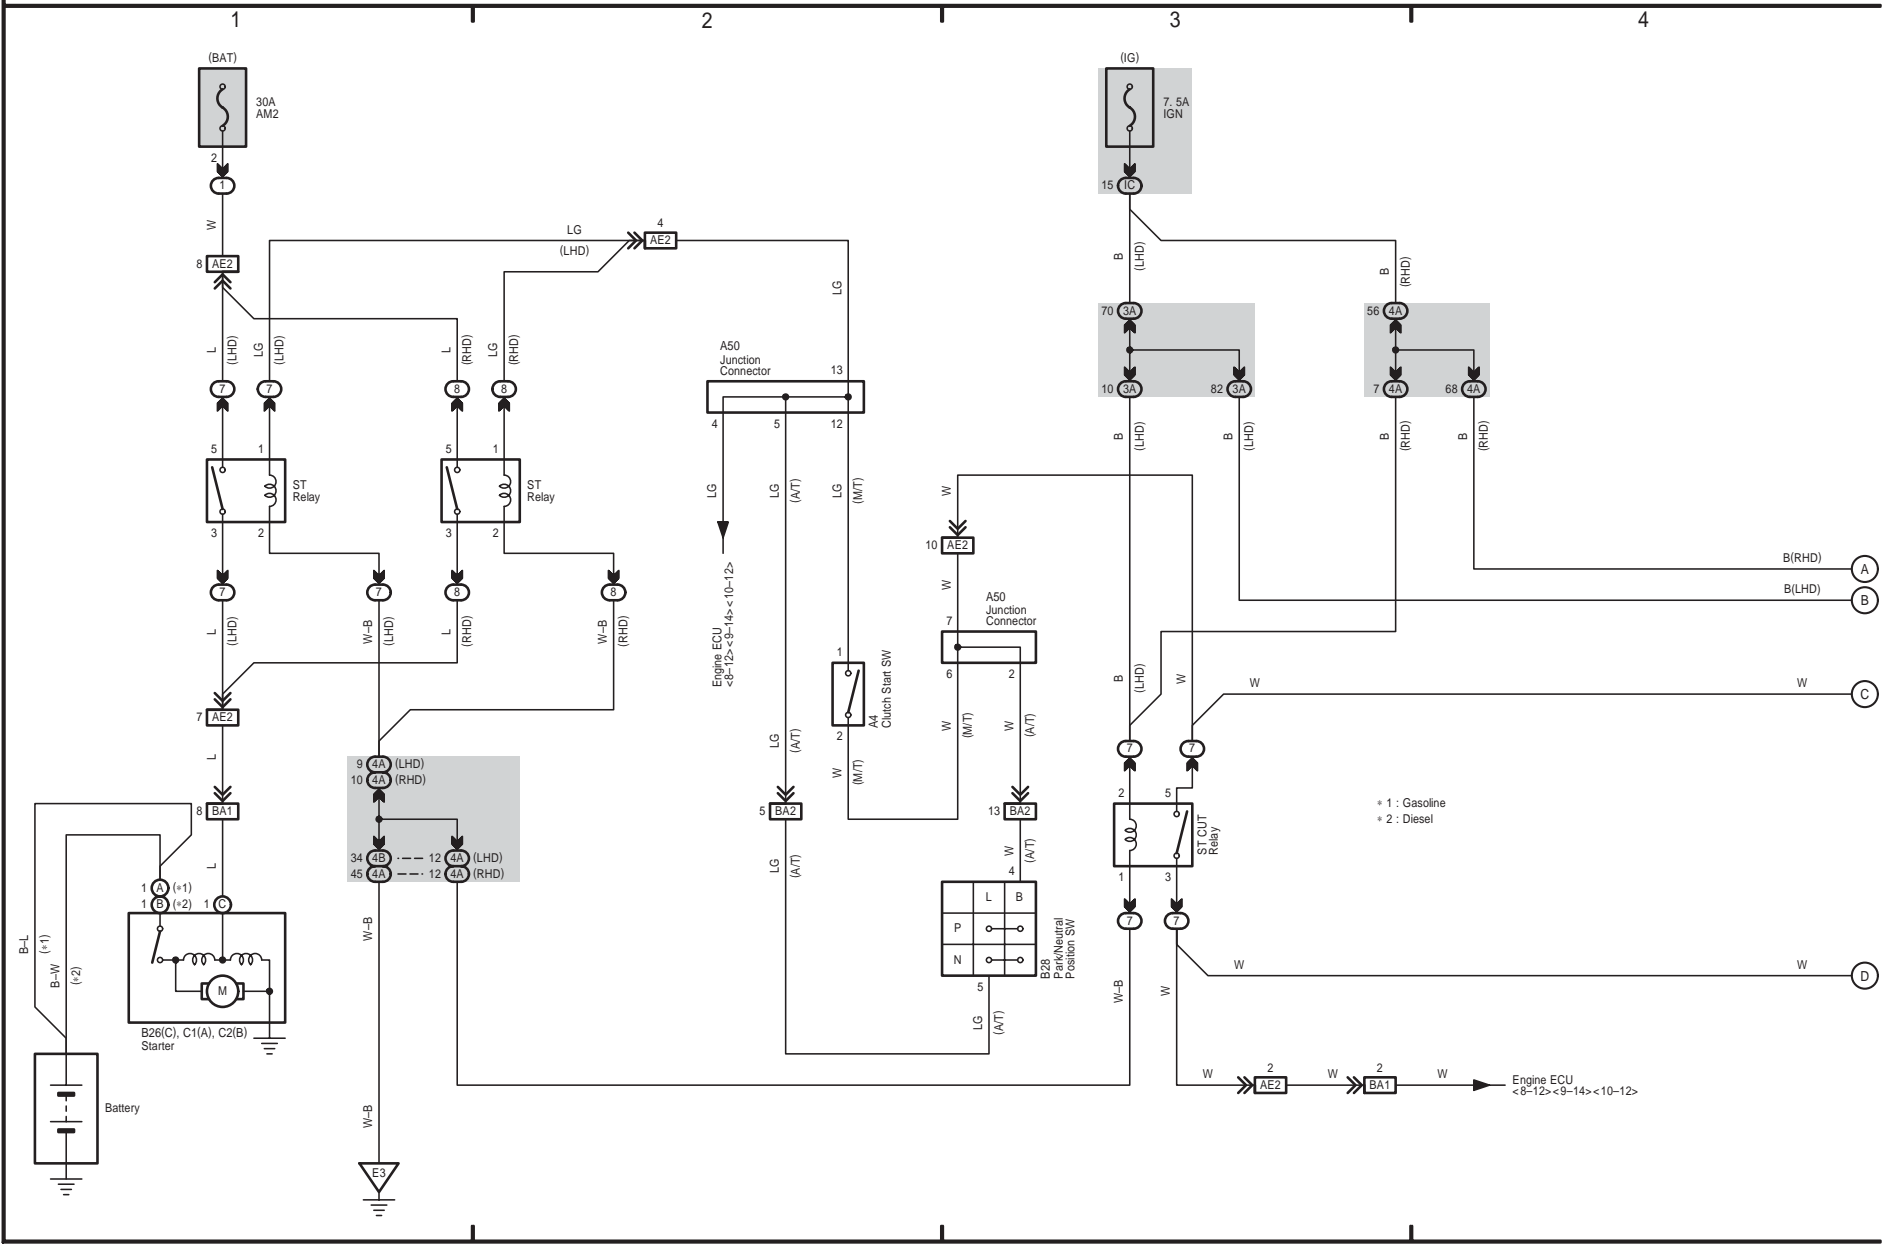 1
2
3
4
(BAT)
30A
AM2
2
1
W
8 AE2
L
(LHD)
LG
(LHD)
L
(RHD)
LG
(RHD)
LG
(LHD)
4
AE2
LG
7
7
8
8
5
1
ST
Relay
3
2
5
1
ST
Relay
3
2
7
7
8
8
L
(LHD)
W–B
(LHD)
L
(RHD)
W–B
(RHD)
7 AE2
L
8 BA1
L
1 A (*1)
1 B (*2)
1 C
M
B26(C), C1(A), C2(B)
Starter
B–L
(*1)
B–W
(*2)
Battery
9 4A (LHD)
10 4A (RHD)
34 4B 12 4A (LHD)
45 4A 12 4A (RHD)
W–B
W–B
E3
A50
Junction
Connector
13
4
5
12
LG
LG
(A/T)
LG
(M/T)
Engine ECU
<8–12><9–14><10–12>
LG
(A/T)
5 BA2
LG
(A/T)
1
A4
Clutch Start SW
2
W
(M/T)
W
10 AE2
W
A50
Junction
Connector
7
6
2
W
(M/T)
W
(A/T)
13 BA2
W
(A/T)
4
L B
P
N
B28
Park/Neutral
Position SW
5
LG
(A/T)
(IG)
7. 5A
IGN
15 IC
B
(LHD)
B
(RHD)
70 3A
10 3A
82 3A
56 4A
7 4A
68 4A
B
(LHD)
B
(LHD)
B
(RHD)
B
(RHD)
B(RHD)
A
B(LHD)
B
B
(LHD)
W
W
W
C
7
7
2
5
ST CUT
Relay
1
3
7
7
* 1 : Gasoline
* 2 : Diesel
W–B
W
W
W
D
W
2
AE2
W
2
BA1
W
Engine ECU
<8–12><9–14><10–12>